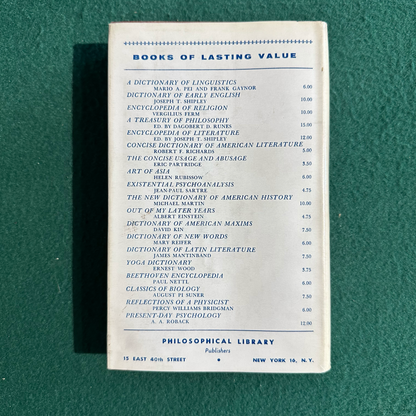 BOOKS OF LASTING VALUE
A DICTIONARY OF LINGUISTICS
MARIO A. PEI AND FRANK GAYNOR 6.00
DICTIONARY OF EARLY ENGLISH
JOSEPH T. SHIPLEY 10.00
ENCYCLOPEDIA OF RELIGION
VERGILIUS FERM 10.00
A TREASURY OF PHILOSOPHY
ED. BY DAGOBERT D. RUNES 15.00
ENCYCLOPEDIA OF LITERATURE
ED. BY JOSEPH T. SHIPLEY 12.00
CONCISE DICTIONARY OF AMERICAN LITERATURE
ROBERT F. RICHARDS 5.00
THE CONCISE USAGE AND ABUSAGE
ERIC PARTRIDGE 3.50
ART OF ASIA
HELEN RUBISSOW 6.00
EXISTENTIAL PSYCHOANALYSIS
JEAN-PAUL SARTRE 4.75
THE NEW DICTIONARY OF AMERICAN HISTORY
MICHAEL MARTIN 10.00
OUT OF MY LATER YEARS
ALBERT EINSTEIN 4.75
DICTIONARY OF AMERICAN MAXIMS
DAVID KIN 7.50
DICTIONARY OF NEW WORDS
MARY REIFER 6.00
DICTIONARY OF LATIN LITERATURE
JAMES MANTINBAND 7.50
YOGA DICTIONARY
ERNEST WOOD 3.75
BEETHOVEN ENCYCLOPEDIA
PAUL NETTL 6.00
CLASSICS OF BIOLOGY
AUGUST PI SUNER 7.50
REFLECTIONS OF A PHYSICIST
PERCY WILLIAMS BRIDGMAN 6.00
PRESENT-DAY PSYCHOLOGY
A. A. ROBACK 12.00
PHILOSOPHICAL LIBRARY
Publishers
15 EAST 40th STREET NEW YORK 16, N. Y.